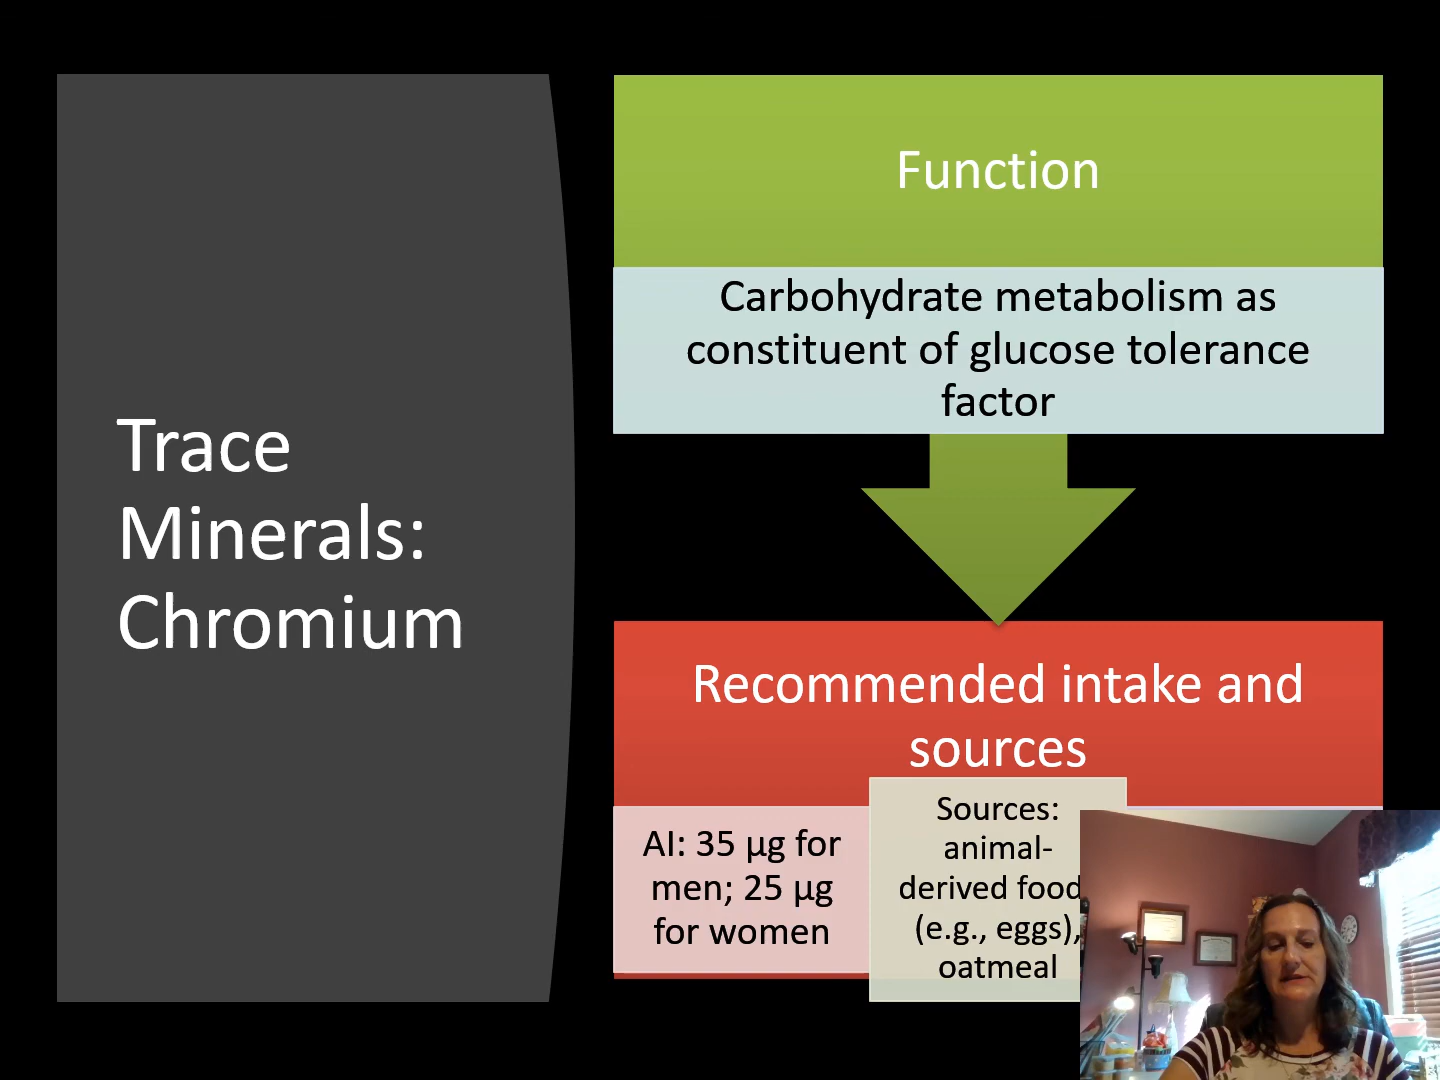 Trace
Minerals:
Chromium
Function
Carbohydrate metabolism as
constituent of glucose tolerance
factor
Recommended intake and
sources
AI: 35 µg for
men; 25 µg
for women
Sources:
animal-
derived food
(e.g., eggs),
oatmeal